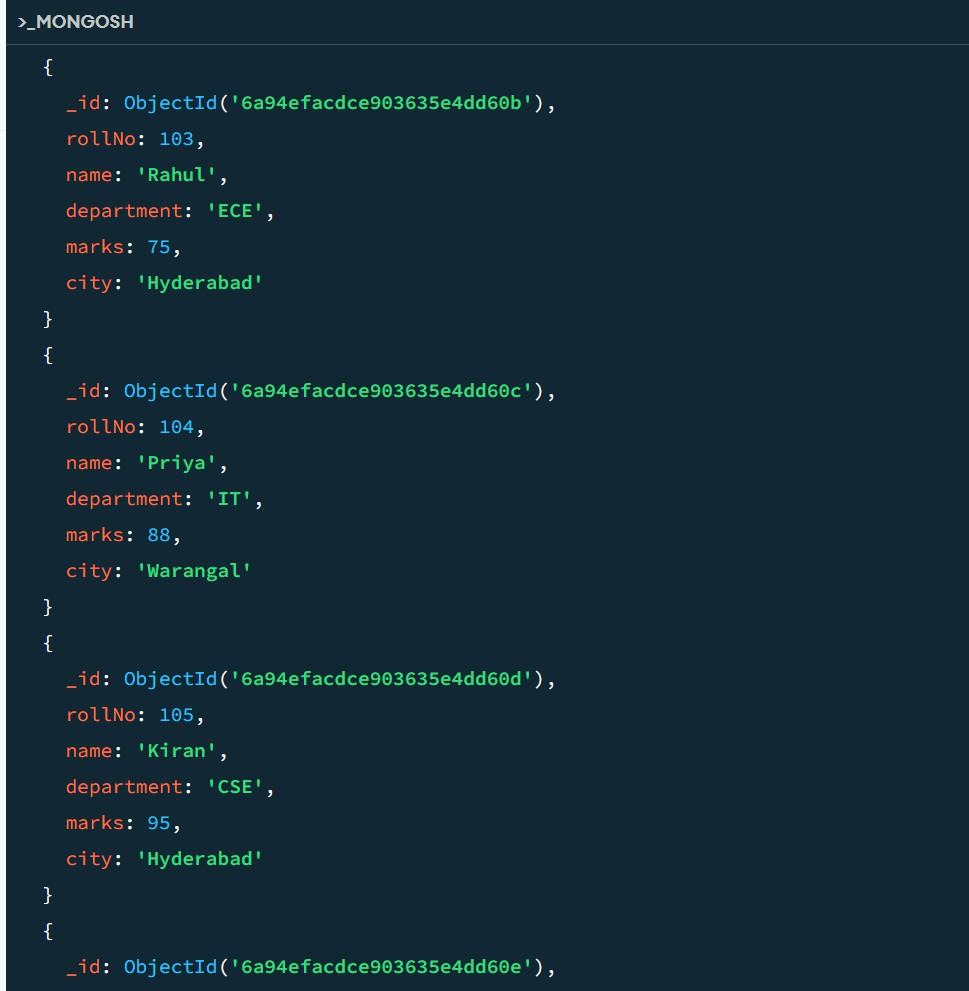 >_MONGOSH
{
_id: ObjectId('6a94efacdce903635e4dd60b'),
rollNo: 103,
name: 'Rahul',
department: 'ECE',
marks: 75,
city: 'Hyderabad'
}
{
_id: ObjectId('6a94efacdce903635e4dd60c'),
rollNo: 104,
name: 'Priya',
department: 'IT',
marks: 88,
city: 'Warangal'
}
{
_id: ObjectId('6a94efacdce903635e4dd60d'),
rollNo: 105,
name: 'Kiran',
department: 'CSE',
marks: 95,
city: 'Hyderabad'
}
{
_id: ObjectId('6a94efacdce903635e4dd60e'),